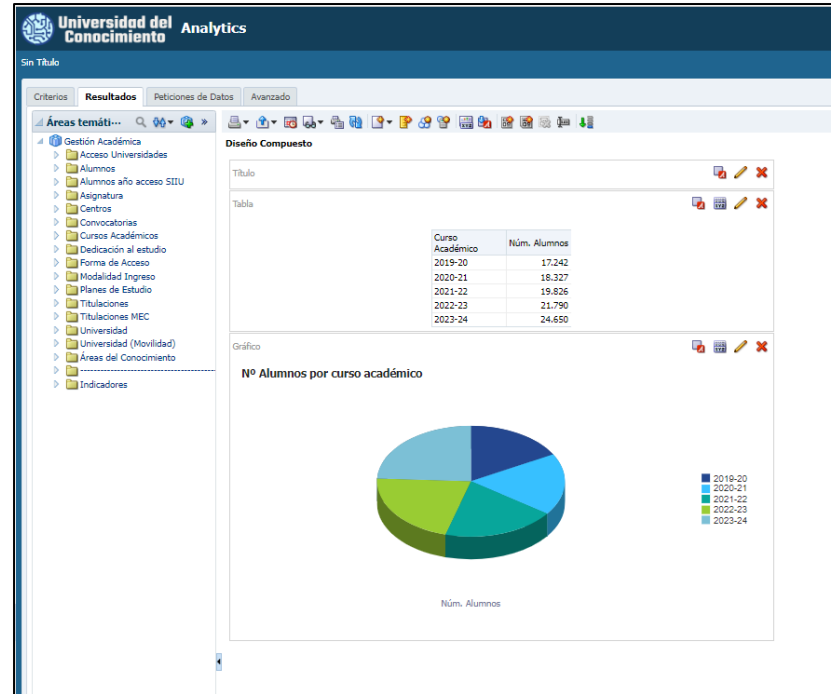 Universidad del
Conocimiento Analytics
Sin Título
Criterios Resultados Peticiones de Datos Avanzado
Áreas temáti...
Gestión Académica
Acceso Universidades
Alumnos
Alumnos año acceso SIIU
Asignatura
Centros
Convocatorias
Cursos Académicos
Dedicación al estudio
Forma de Acceso
Modalidad Ingreso
Planes de Estudio
Titulaciones
Titulaciones MEC
Universidad
Universidad (Movilidad)
Áreas del Conocimiento
Indicadores
Diseño Compuesto
Título
Tabla
Curso
Académico Núm. Alumnos
2019-20 17.242
2020-21 18.327
2021-22 19.826
2022-23 21.790
2023-24 24.650
Gráfico
Nº Alumnos por curso académico
2019-20
2020-21
2021-22
2022-23
2023-24
Núm. Alumnos